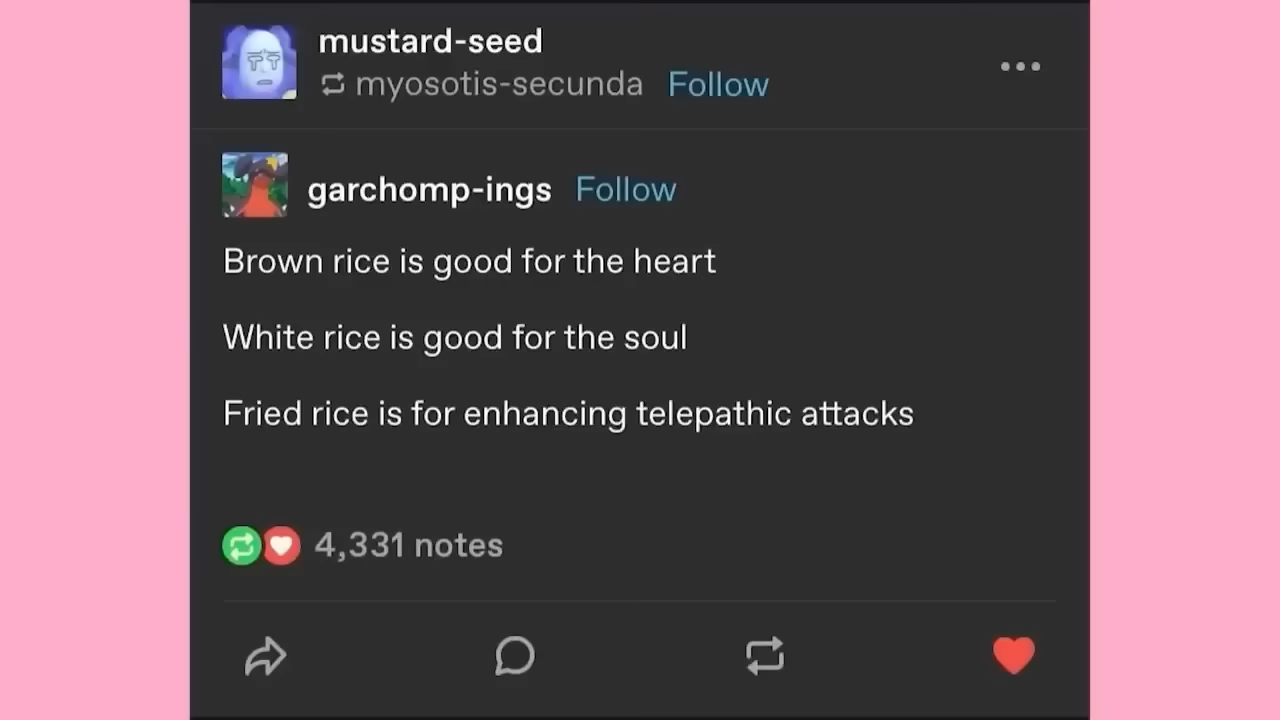 mustard-seed
myosotis-secunda Follow
garchomp-ings Follow
Brown rice is good for the heart
White rice is good for the soul
Fried rice is for enhancing telepathic attacks
4,331 notes